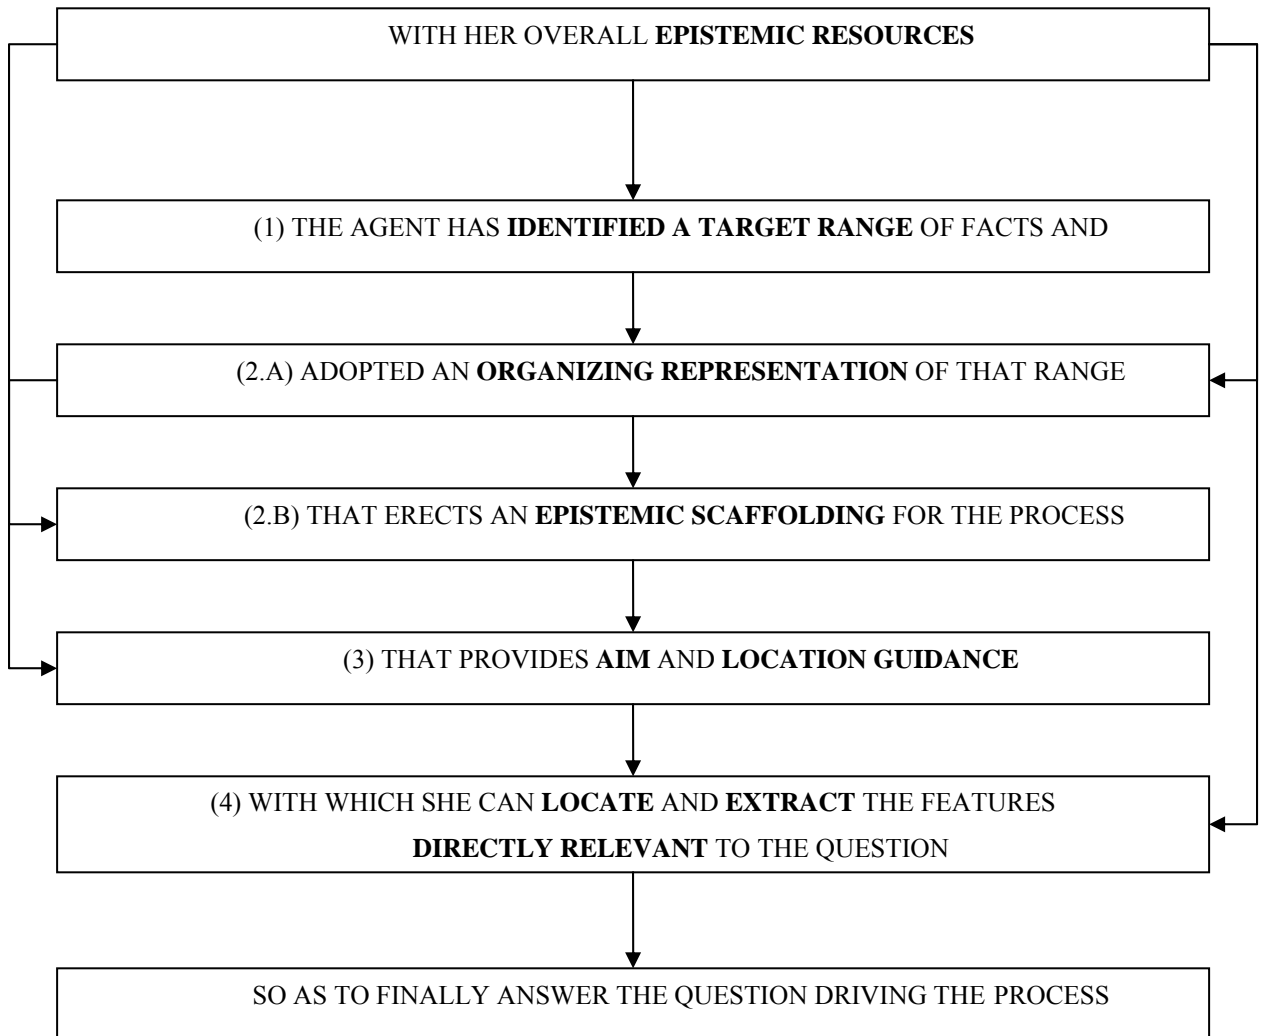 WITH HER OVERALL EPISTEMIC RESOURCES
(1) THE AGENT HAS IDENTIFIED A TARGET RANGE OF FACTS AND
(2.A) ADOPTED AN ORGANIZING REPRESENTATION OF THAT RANGE
(2.B) THAT ERECTS AN EPISTEMIC SCAFFOLDING FOR THE PROCESS
(3) THAT PROVIDES AIM AND LOCATION GUIDANCE
(4) WITH WHICH SHE CAN LOCATE AND EXTRACT THE FEATURES
DIRECTLY RELEVANT TO THE QUESTION
SO AS TO FINALLY ANSWER THE QUESTION DRIVING THE PROCESS